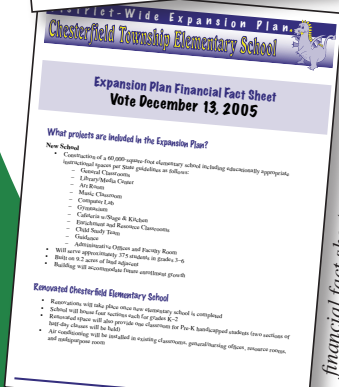 District-Wide Expansion Plan
Chesterfield Township Elementary School
Expansion Plan Financial Fact Sheet
Vote December 13, 2005
What projects are included in the Expansion Plan?
New School
• Construction of a 60,000-square-foot elementary school including educationally appropriate
instructional spaces per State guidelines as follows:
– General Classrooms
– Library/Media Center
– Art Room
– Music Classroom
– Computer Lab
– Gymnasium
– Cafeteria w/Stage & Kitchen
– Enrichment and Resource Classrooms
– Child Study Team
– Guidance
– Administrative Offices and Faculty Room
• Will serve approximately 375 students in grades 3-6
• Built on 9.2 acres of land adjacent
• Building will accommodate future enrollment growth
Renovated Chesterfield Elementary School
• Renovations will take place once new elementary school is completed
• School will house four sections each for grades K-2
• Renovated space will also provide one classroom for Pre-K handicapped students (two sections of
half-day classes will be held)
• Air conditioning will be installed in existing classrooms, general/nursing offices, resource rooms,
and multipurpose room
financial fact